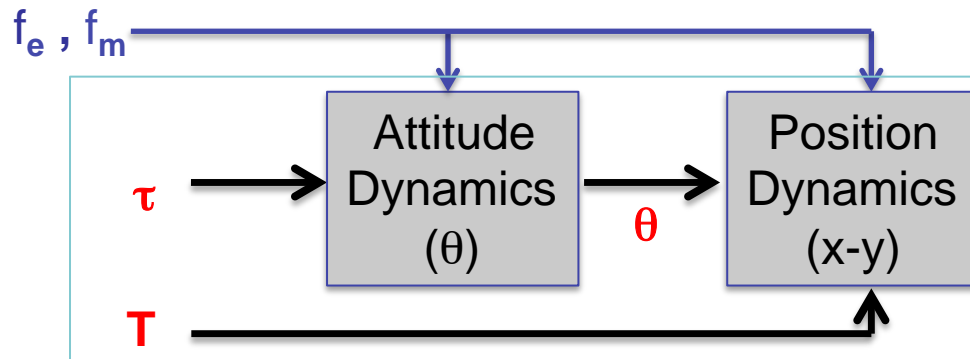 fe , fm
Attitude
Dynamics
(θ)
Position
Dynamics
(x-y)
τ
θ
T